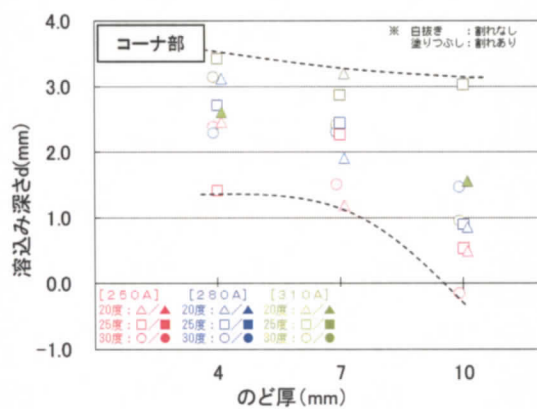 4.0
コーナ部
※ 白抜き :割れなし
塗りつぶし:割れあり
3.0
2.0
1.0
0.0
-1.0
溶込み深さd(mm)
[250A] [280A] [310A]
20度:△/▲ 20度:△/▲ 20度:△/▲
25度:□/■ 25度:□/■ 25度:□/■
30度:○/● 30度:○/● 30度:○/●
4 7 10
のど厚(mm)